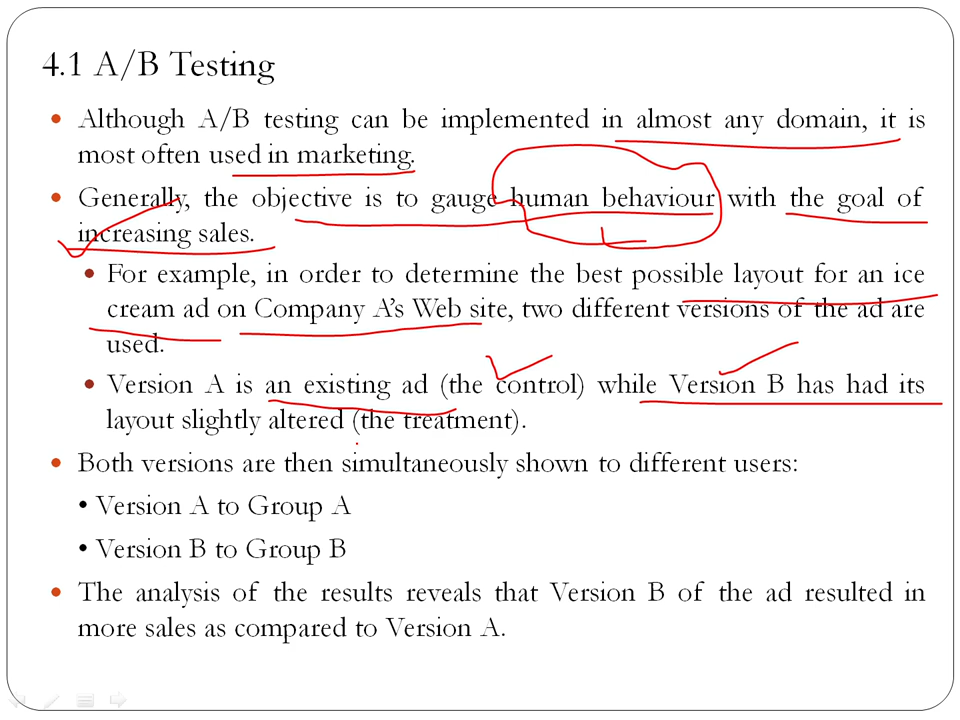 4.1 A/B Testing
• Although A/B testing can be implemented in almost any domain, it is
most often used in marketing.
• Generally, the objective is to gauge human behaviour with the goal of
increasing sales.
• For example, in order to determine the best possible layout for an ice
cream ad on Company A’s Web site, two different versions of the ad are
used.
• Version A is an existing ad (the control) while Version B has had its
layout slightly altered (the treatment).
• Both versions are then simultaneously shown to different users:
• Version A to Group A
• Version B to Group B
• The analysis of the results reveals that Version B of the ad resulted in
more sales as compared to Version A.